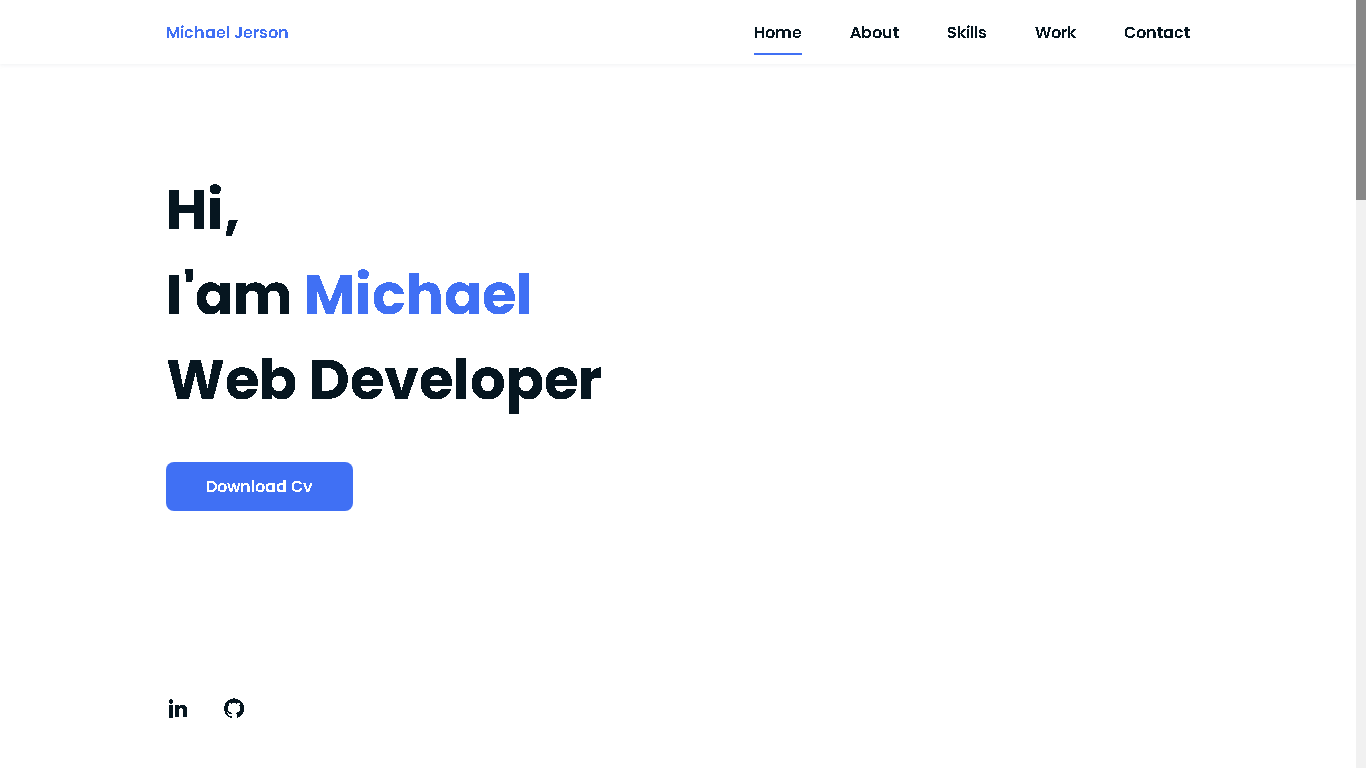 Michael Jerson
Home About Skills Work Contact
Hi,
I'am Michael
Web Developer
Download Cv
in